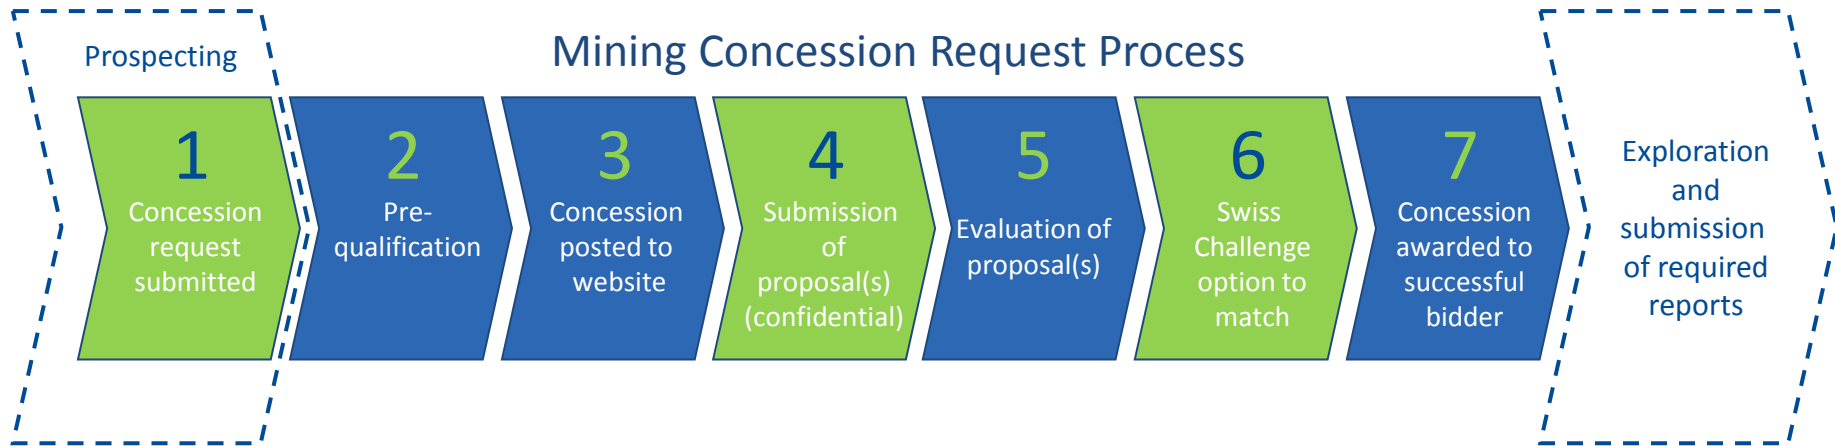 Prospecting
Mining Concession Request Process
1
Concession
request
submitted
2
Pre-
qualification
3
Concession
posted to
website
4
Submission
of
proposal(s)
(confidential)
5
Evaluation of
proposal(s)
6
Swiss
Challenge
option to
match
7
Concession
awarded to
successful
bidder
Exploration
and
submission
of required
reports